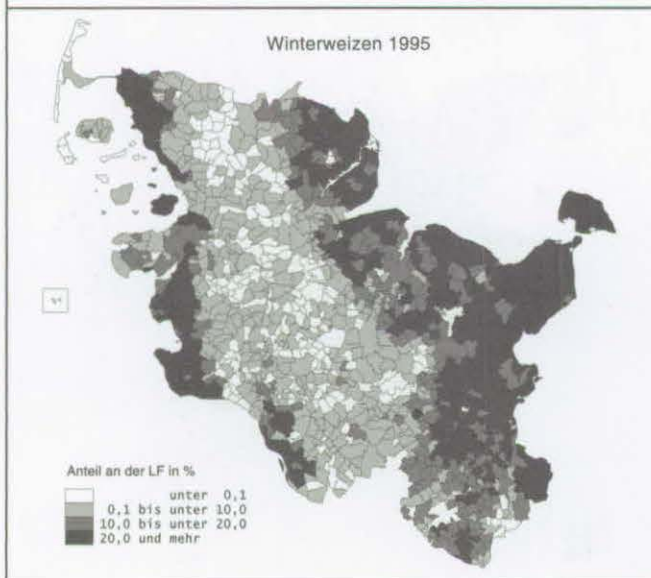 Winterweizen 1995
Anteil an der LF in %
unter 0,1
0,1 bis unter 10,0
10,0 bis unter 20,0
20,0 und mehr